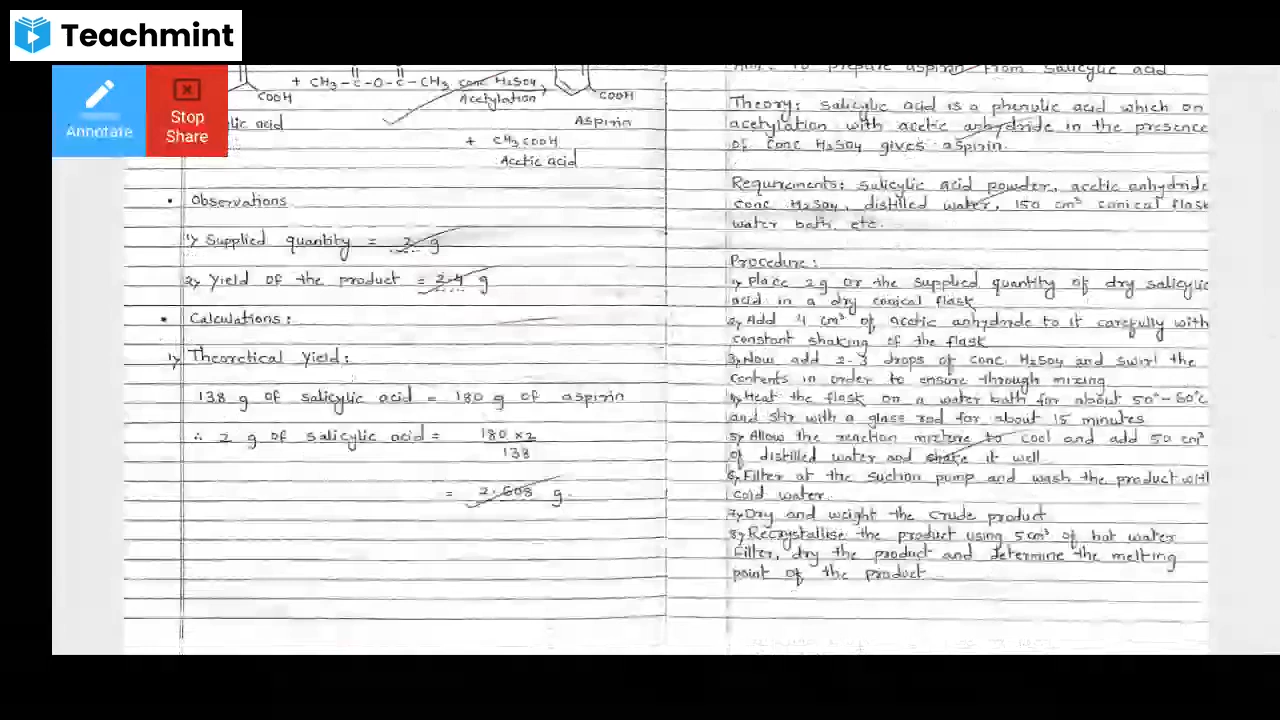 Teachmint
Annotate
Stop
Share
COOH
+ CH3-C-O-C-CH3 conc H2SO4
Acetylation
COOH
lic acid
Aspirin
+ CH3COOH
Acetic acid
• Observations
1) Supplied quantity = 2 g
2) Yield of the product = 2.4 g
• Calculations:
1) Theoretical Yield:
138 g of salicylic acid = 180 g of aspirin
∴ 2 g of salicylic acid = 180 x2
138
= 2.608 g.
to prepare aspirin from salicylic acid
Theory: salicylic acid is a phenolic acid which on
acetylation with acetic anhydride in the presence
of conc H2SO4 gives aspirin.
Requirements: salicylic acid powder, acetic anhydride
conc H2SO4, distilled water, 150 cm³ conical flask
water bath, etc.
Procedure:
1) Place 2g or the supplied quantity of dry salicylic
acid in a dry conical flask
2) Add 4 cm³ of acetic anhydride to it carefully with
constant shaking of the flask
3) Now add 2-3 drops of conc. H2SO4 and swirl the
contents in order to ensure through mixing
4) Heat the flask on a water bath for about 50°-60°c
and stir with a glass rod for about 15 minutes
5) Allow the reaction mixture to cool and add 50 cm³
of distilled water and shake it well
6) Filter at the suction pump and wash the product with
cold water.
7) Dry and weight the crude product
8) Recrystallise the product using 5cm³ of hot water
Filter, dry the product and determine the melting
point of the product